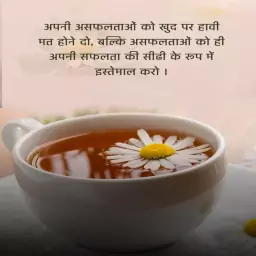 अपनी असफलताओं को खुद पर हावी
मत होने दो, बल्कि असफलताओं को ही
अपनी सफलता की सीढी के रूप में
इस्तेमाल करो ।